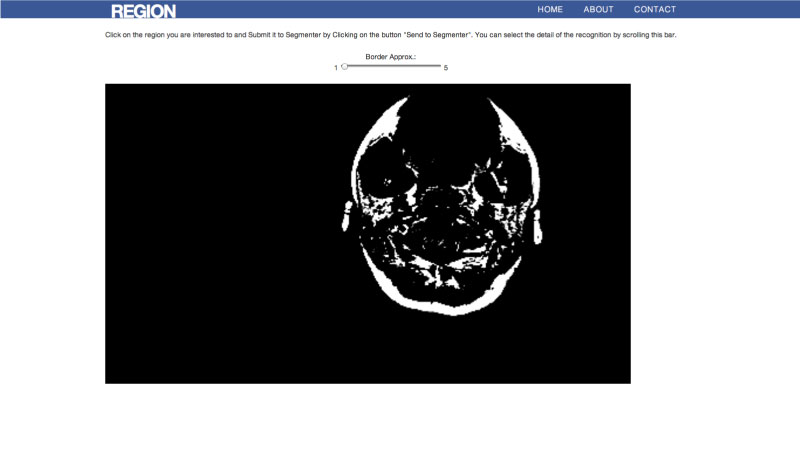 REGION
HOME ABOUT CONTACT
Click on the region you are interested to and Submit it to Segmenter by Clicking on the button "Send to Segmenter". You can select the detail of the recognition by scrolling this bar.
Border Approx.:
1 5